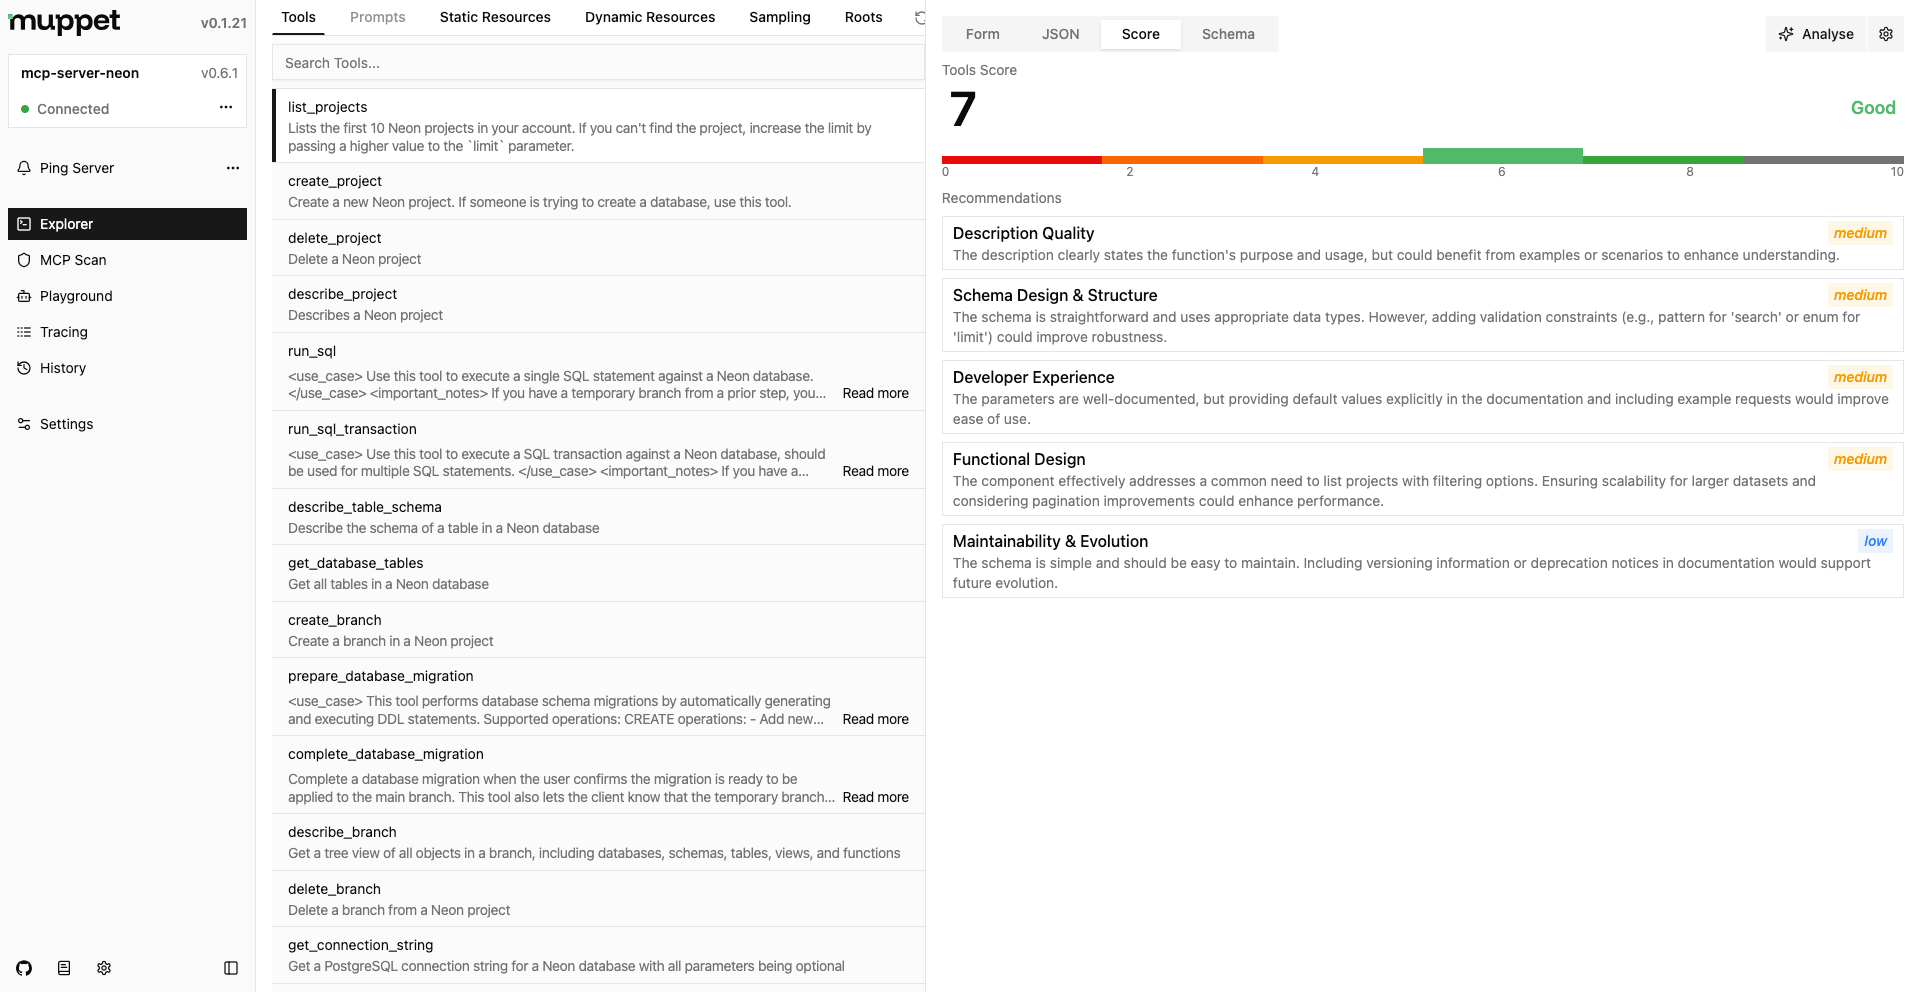 muppet
v0.1.21
mcp-server-neon
v0.6.1
Connected
Ping Server
Explorer
MCP Scan
Playground
Tracing
History
Settings
Tools
Prompts
Static Resources
Dynamic Resources
Sampling
Roots
Search Tools...
list_projects
Lists the first 10 Neon projects in your account. If you can't find the project, increase the limit by
passing a higher value to the `limit` parameter.
create_project
Create a new Neon project. If someone is trying to create a database, use this tool.
delete_project
Delete a Neon project
describe_project
Describes a Neon project
run_sql
<use_case> Use this tool to execute a single SQL statement against a Neon database.
</use_case> <important_notes> If you have a temporary branch from a prior step, you...
Read more
run_sql_transaction
<use_case> Use this tool to execute a SQL transaction against a Neon database, should
be used for multiple SQL statements. </use_case> <important_notes> If you have a...
Read more
describe_table_schema
Describe the schema of a table in a Neon database
get_database_tables
Get all tables in a Neon database
create_branch
Create a branch in a Neon project
prepare_database_migration
<use_case> This tool performs database schema migrations by automatically generating
and executing DDL statements. Supported operations: CREATE operations: - Add new...
Read more
complete_database_migration
Complete a database migration when the user confirms the migration is ready to be
applied to the main branch. This tool also lets the client know that the temporary branch...
Read more
describe_branch
Get a tree view of all objects in a branch, including databases, schemas, tables, views, and functions
delete_branch
Delete a branch from a Neon project
get_connection_string
Get a PostgreSQL connection string for a Neon database with all parameters being optional
Form
JSON
Score
Schema
Analyse
Tools Score
7
Good
0 2 4 6 8 10
Recommendations
Description Quality
medium
The description clearly states the function's purpose and usage, but could benefit from examples or scenarios to enhance understanding.
Schema Design & Structure
medium
The schema is straightforward and uses appropriate data types. However, adding validation constraints (e.g., pattern for 'search' or enum for
'limit') could improve robustness.
Developer Experience
medium
The parameters are well-documented, but providing default values explicitly in the documentation and including example requests would improve
ease of use.
Functional Design
medium
The component effectively addresses a common need to list projects with filtering options. Ensuring scalability for larger datasets and
considering pagination improvements could enhance performance.
Maintainability & Evolution
low
The schema is simple and should be easy to maintain. Including versioning information or deprecation notices in documentation would support
future evolution.